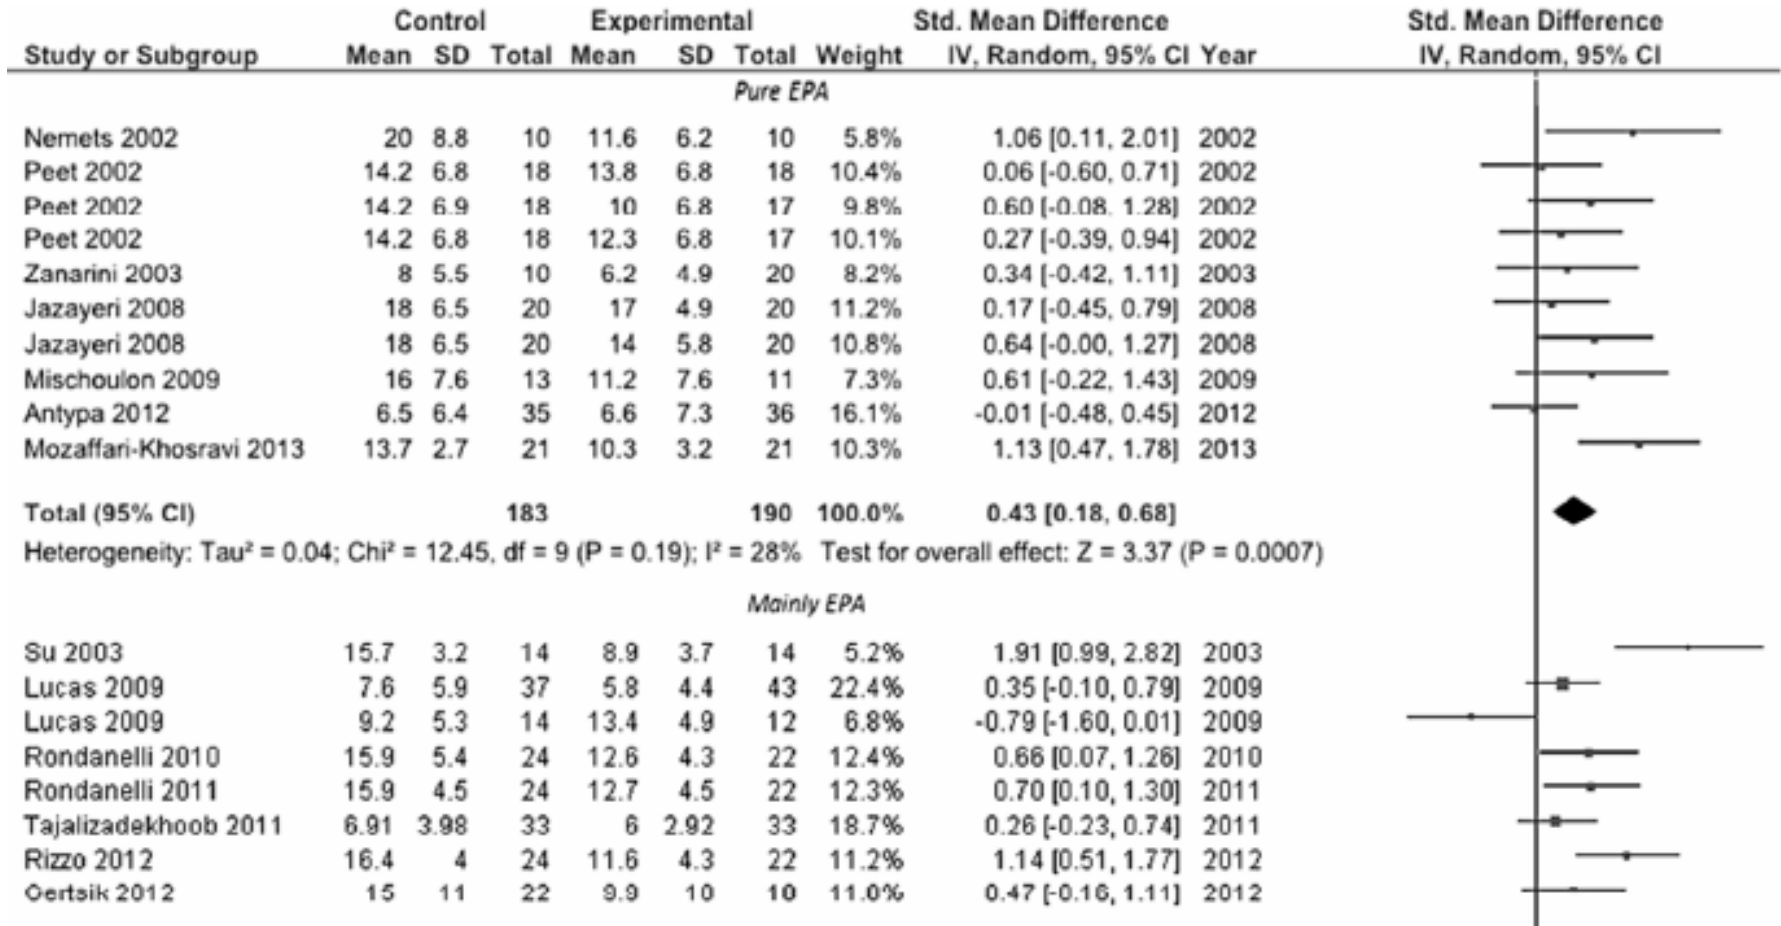 Control Experimental Std. Mean Difference Std. Mean Difference
Study or Subgroup Mean SD Total Mean SD Total Weight IV, Random, 95% CI Year IV, Random, 95% CI
Pure EPA
Nemets 2002 20 8.8 10 11.6 6.2 10 5.8% 1.06 [0.11, 2.01] 2002
Peet 2002 14.2 6.8 18 13.8 6.8 18 10.4% 0.06 [-0.60, 0.71] 2002
Peet 2002 14.2 6.9 18 10 6.8 17 9.8% 0.60 [-0.08, 1.28] 2002
Peet 2002 14.2 6.8 18 12.3 6.8 17 10.1% 0.27 [-0.39, 0.94] 2002
Zanarini 2003 8 5.5 10 6.2 4.9 20 8.2% 0.34 [-0.42, 1.11] 2003
Jazayeri 2008 18 6.5 20 17 4.9 20 11.2% 0.17 [-0.45, 0.79] 2008
Jazayeri 2008 18 6.5 20 14 5.8 20 10.8% 0.64 [-0.00, 1.27] 2008
Mischoulon 2009 16 7.6 13 11.2 7.6 11 7.3% 0.61 [-0.22, 1.43] 2009
Antypa 2012 6.5 6.4 35 6.6 7.3 36 16.1% -0.01 [-0.48, 0.45] 2012
Mozaffari-Khosravi 2013 13.7 2.7 21 10.3 3.2 21 10.3% 1.13 [0.47, 1.78] 2013
Total (95% CI) 183 190 100.0% 0.43 [0.18, 0.68]
Heterogeneity: Tau² = 0.04; Chi² = 12.45, df = 9 (P = 0.19); I² = 28% Test for overall effect: Z = 3.37 (P = 0.0007)
Mainly EPA
Su 2003 15.7 3.2 14 8.9 3.7 14 5.2% 1.91 [0.99, 2.82] 2003
Lucas 2009 7.6 5.9 37 5.8 4.4 43 22.4% 0.35 [-0.10, 0.79] 2009
Lucas 2009 9.2 5.3 14 13.4 4.9 12 6.8% -0.79 [-1.60, 0.01] 2009
Rondanelli 2010 15.9 5.4 24 12.6 4.3 22 12.4% 0.66 [0.07, 1.26] 2010
Rondanelli 2011 15.9 4.5 24 12.7 4.5 22 12.3% 0.70 [0.10, 1.30] 2011
Tajalizadekhoob 2011 6.91 3.98 33 6 2.92 33 18.7% 0.26 [-0.23, 0.74] 2011
Rizzo 2012 16.4 4 24 11.6 4.3 22 11.2% 1.14 [0.51, 1.77] 2012
Gertsik 2012 15 11 22 9.9 10 18 11.0% 0.47 [-0.16, 1.11] 2012